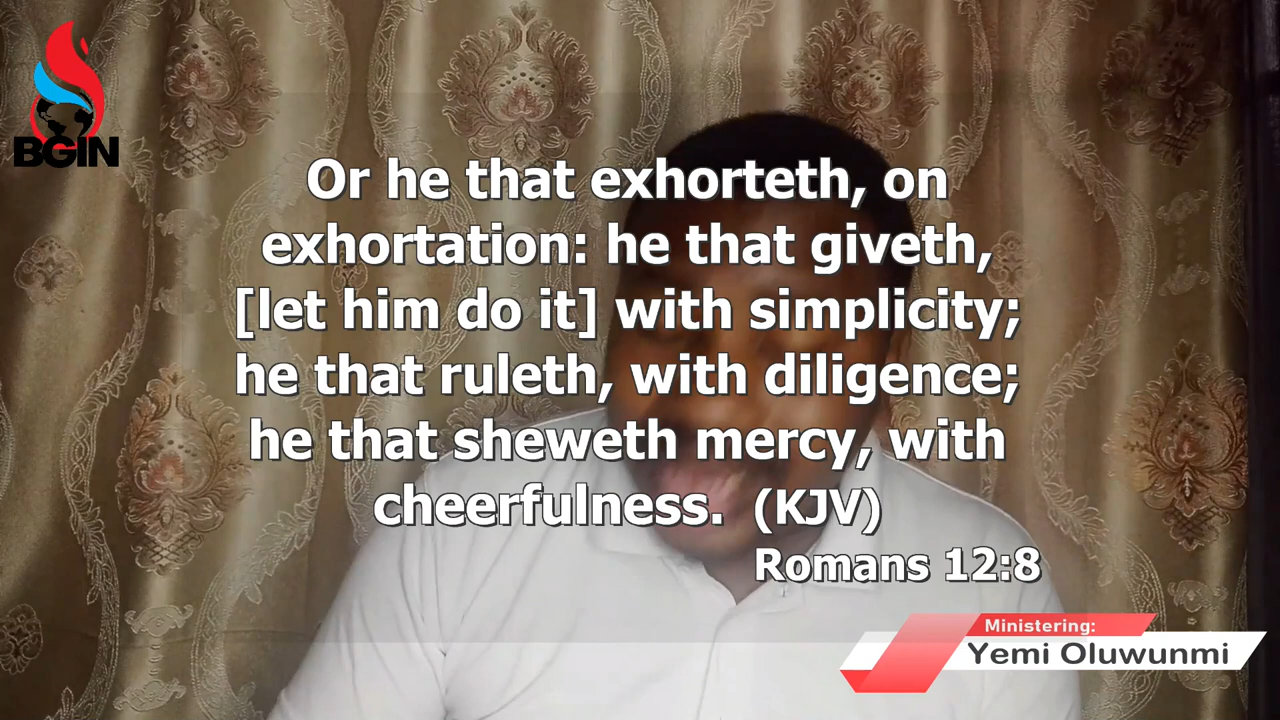 BGIN
Or he that exhorteth, on
exhortation: he that giveth,
[let him do it] with simplicity;
he that ruleth, with diligence;
he that sheweth mercy, with
cheerfulness. (KJV)
Romans 12:8
Ministering:
Yemi Oluwunmi